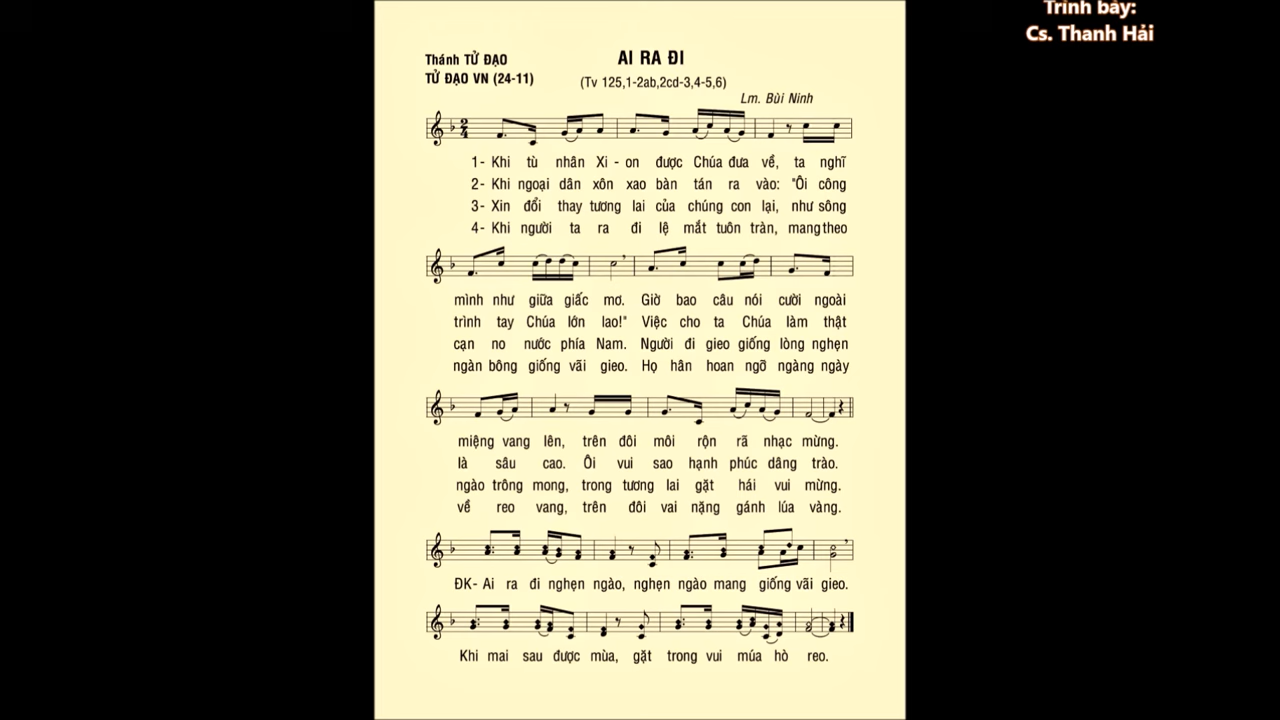 Trình bày:
Cs. Thanh Hải
Thánh TỬ ĐẠO
AI RA ĐI
TỬ ĐẠO VN (24-11)
(Tv 125,1-2ab,2cd-3,4-5,6)
Lm. Bùi Ninh
1- Khi tù nhân Xi - on được Chúa đưa về, ta nghĩ
2- Khi ngoại dân xôn xao bàn tán ra vào: "Ôi công
3- Xin đổi thay tương lai của chúng con lại, như sông
4- Khi người ta ra đi lệ mắt tuôn tràn, mang theo
mình như giữa giấc mơ. Giờ bao câu nói cười ngoài
trình tay Chúa lớn lao!" Việc cho ta Chúa làm thật
cạn no nước phía Nam. Người đi gieo giống lòng nghẹn
ngàn bông giống vãi gieo. Họ hân hoan ngỡ ngàng ngày
miệng vang lên, trên đôi môi rộn rã nhạc mừng.
là sâu cao. Ôi vui sao hạnh phúc dâng trào.
ngào trông mong, trong tương lai gặt hái vui mừng.
về reo vang, trên đôi vai nặng gánh lúa vàng.
ĐK- Ai ra đi nghẹn ngào, nghẹn ngào mang giống vãi gieo.
Khi mai sau được mùa, gặt trong vui múa hò reo.